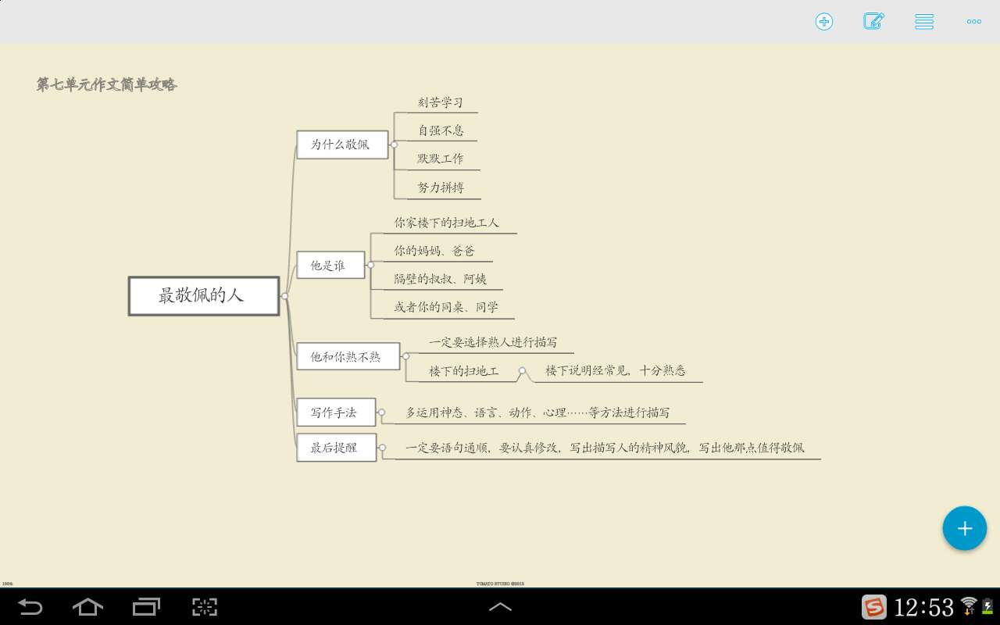 第七单元作文简单攻略
最敬佩的人
为什么敬佩
刻苦学习
自强不息
默默工作
努力拼搏
他是谁
你家楼下的扫地工人
你的妈妈、爸爸
隔壁的叔叔、阿姨
或者你的同桌、同学
他和你熟不熟
一定要选择熟人进行描写
楼下的扫地工
楼下说明经常见，十分熟悉
写作手法
多运用神态、语言、动作、心理……等方法进行描写
最后提醒
一定要语句通顺，要认真修改，写出描写人的精神风貌，写出他那点值得敬佩
100%
TOMATO STUDIO @2015
12:53